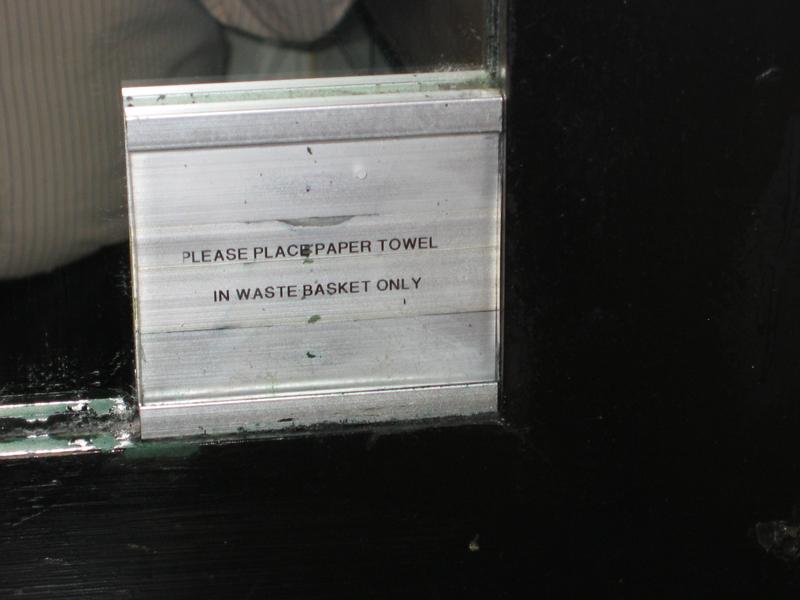 PLEASE PLACE PAPER TOWEL
IN WASTE BASKET ONLY